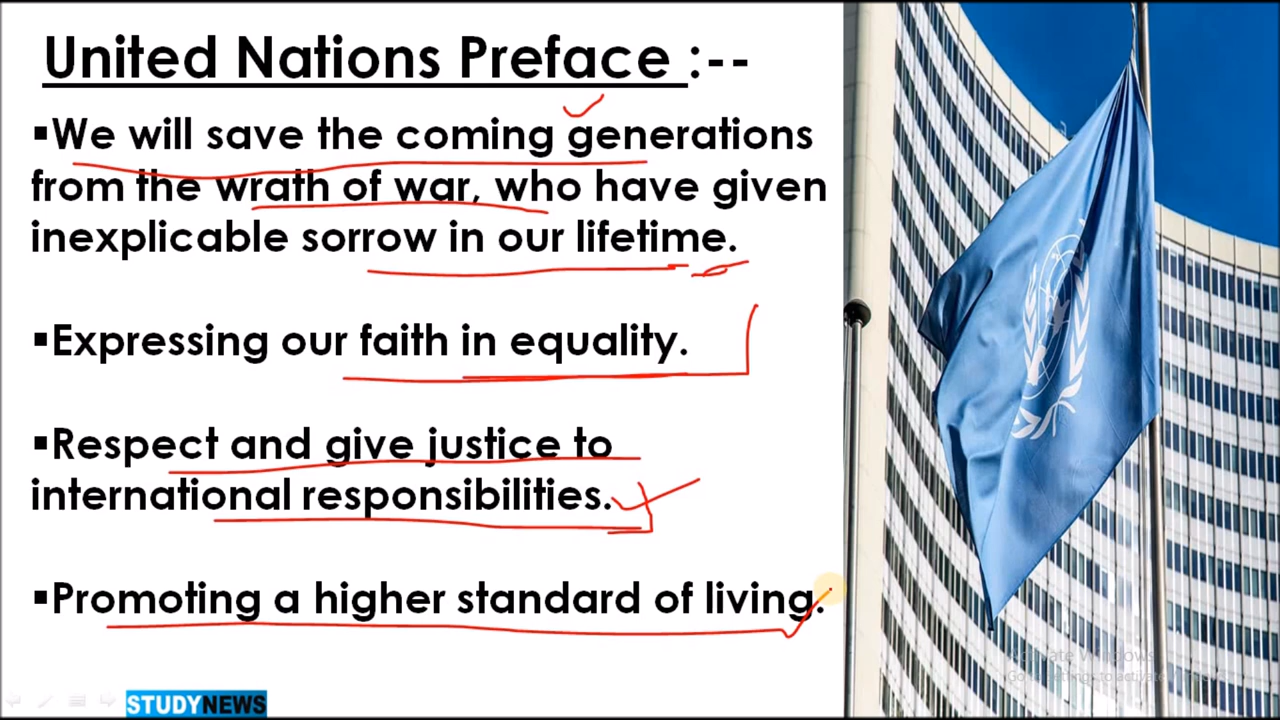 United Nations Preface :--
▪We will save the coming generations
from the wrath of war, who have given
inexplicable sorrow in our lifetime.
▪Expressing our faith in equality.
▪Respect and give justice to
international responsibilities.
▪Promoting a higher standard of living.
Activate Windows
STUDYNEWS